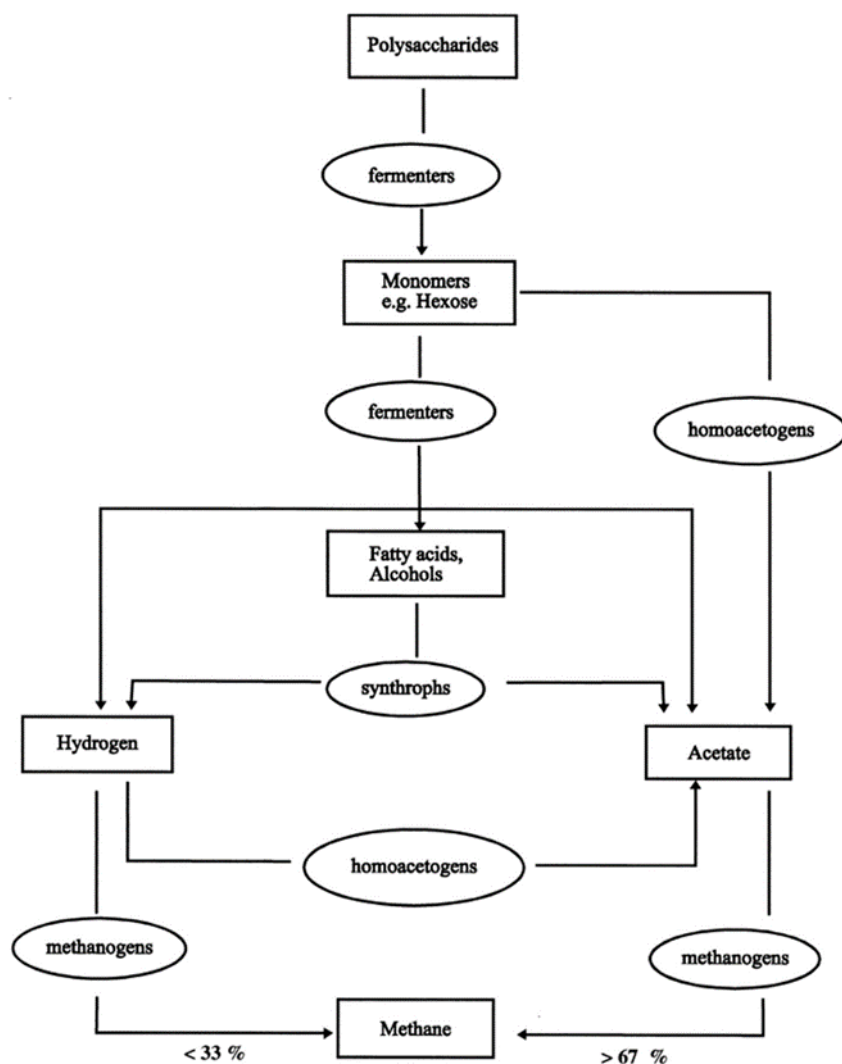 Polysaccharides
fermenters
Monomers
e.g. Hexose
fermenters
homoacetogens
Fatty acids,
Alcohols
synthrophs
Hydrogen
Acetate
homoacetogens
methanogens
methanogens
Methane
< 33 %
> 67 %